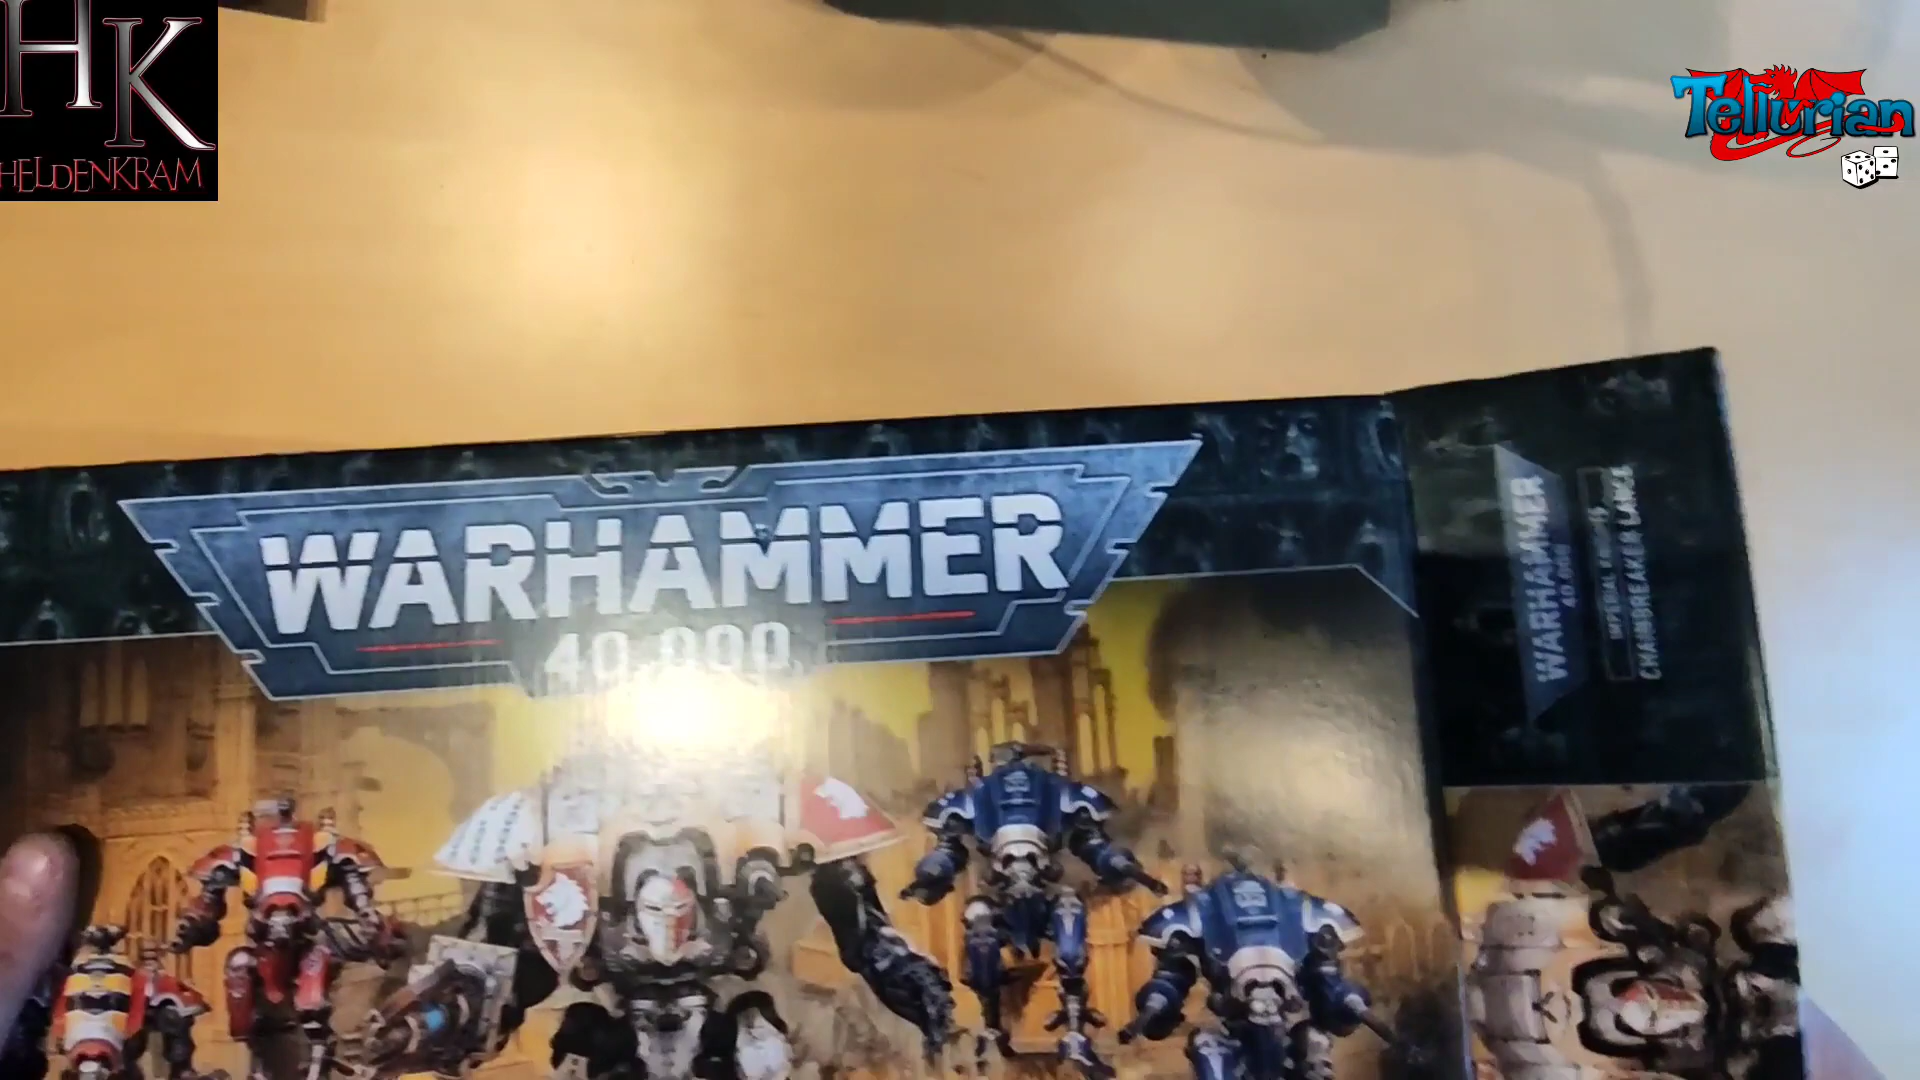 HK
HELDENKRAM
Tellurian
WARHAMMER
40,000
WARHAMMER
40,000
IMPERIAL KNIGHTS
CHAINBREAKER LANCE